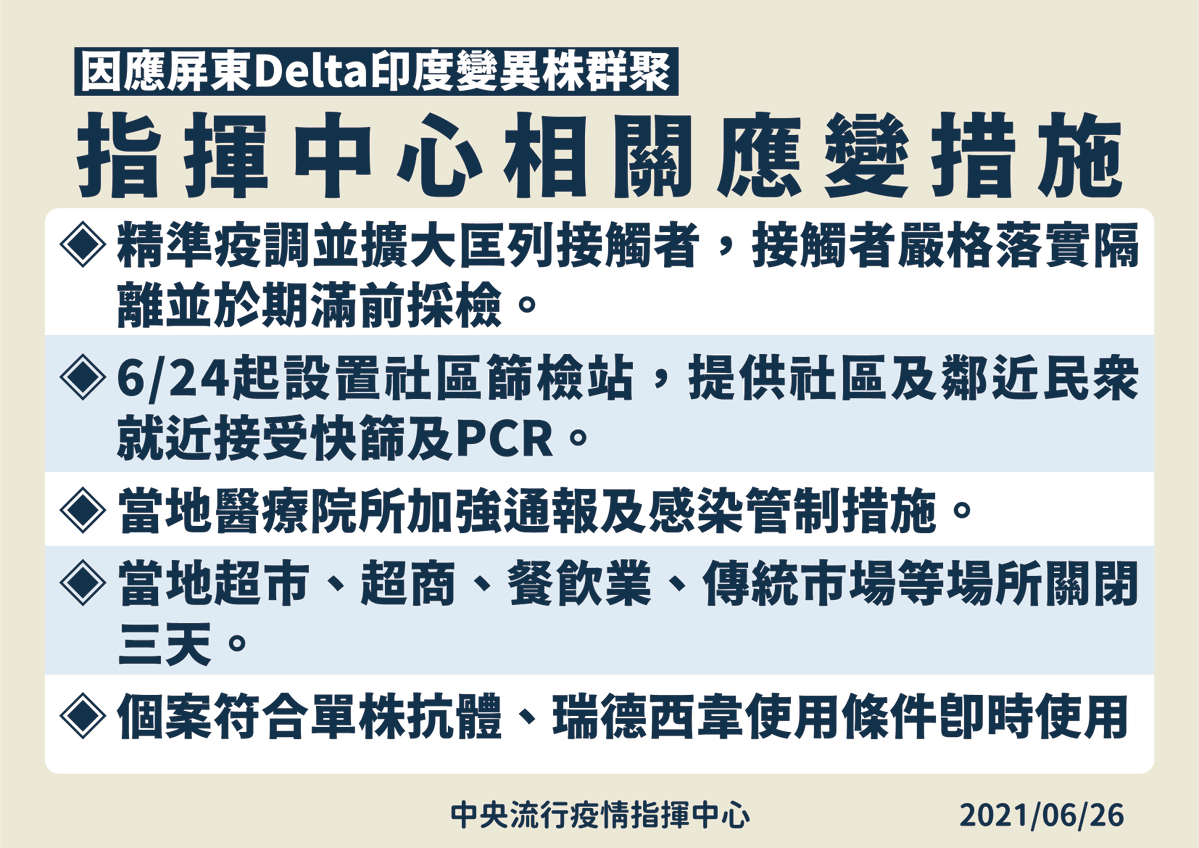 因應屏東Delta印度變異株群聚
指揮中心相關應變措施
◈ 精準疫調並擴大匡列接觸者，接觸者嚴格落實隔
離並於期滿前採檢。
◈ 6/24起設置社區篩檢站，提供社區及鄰近民眾
就近接受快篩及PCR。
◈ 當地醫療院所加強通報及感染管制措施。
◈ 當地超市、超商、餐飲業、傳統市場等場所關閉
三天。
◈ 個案符合單株抗體、瑞德西韋使用條件即時使用
中央流行疫情指揮中心 2021/06/26